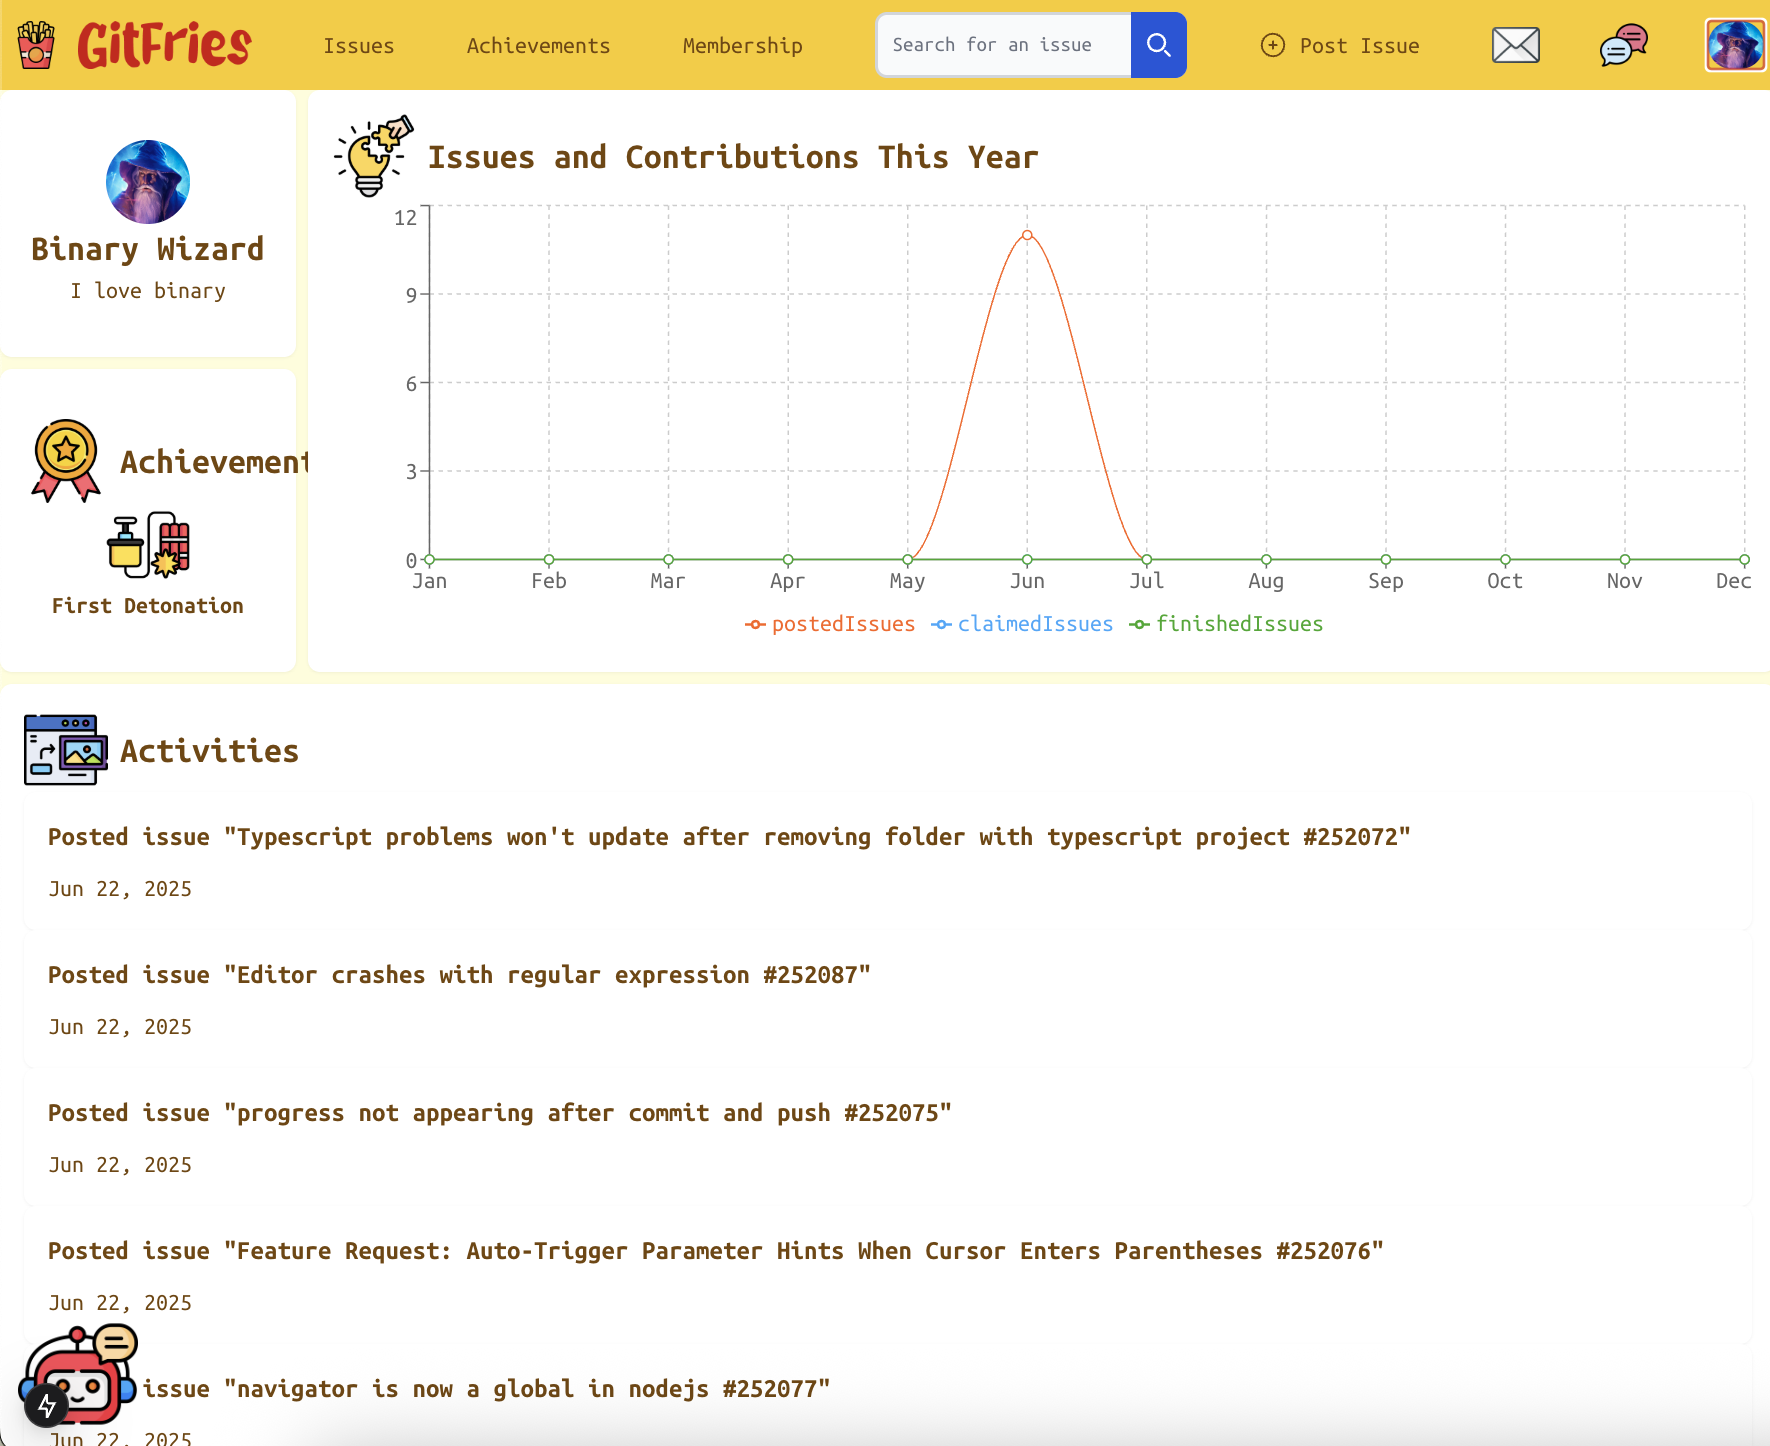 GitFries
Issues
Achievements
Membership
Search for an issue
Post Issue
Binary Wizard
I love binary
Achievement
First Detonation
Issues and Contributions This Year
12
9
6
3
0
Jan Feb Mar Apr May Jun Jul Aug Sep Oct Nov Dec
postedIssues claimedIssues finishedIssues
Activities
Posted issue "Typescript problems won't update after removing folder with typescript project #252072"
Jun 22, 2025
Posted issue "Editor crashes with regular expression #252087"
Jun 22, 2025
Posted issue "progress not appearing after commit and push #252075"
Jun 22, 2025
Posted issue "Feature Request: Auto-Trigger Parameter Hints When Cursor Enters Parentheses #252076"
Jun 22, 2025
issue "navigator is now a global in nodejs #252077"
Jun 22, 2025